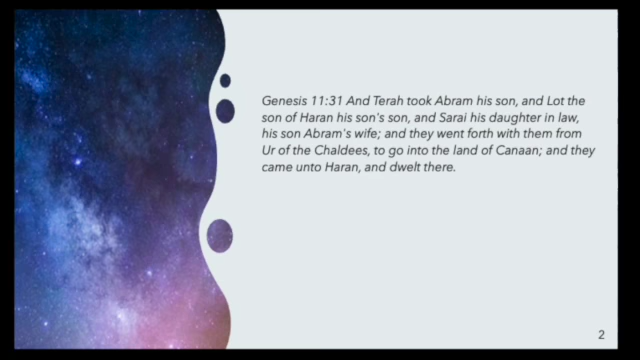 Genesis 11:31 And Terah took Abram his son, and Lot the
son of Haran his son's son, and Sarai his daughter in law,
his son Abram's wife; and they went forth with them from
Ur of the Chaldees, to go into the land of Canaan; and they
came unto Haran, and dwelt there.
2